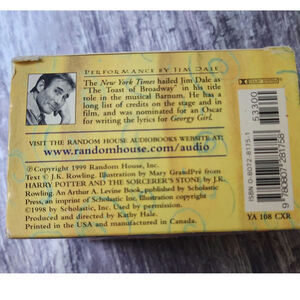 PERFORMANCE BY JIM DALE
The New York Times hailed Jim Dale as
"The Toast of Broadway" in his title
role in the musical Barnum. He has a
long list of credits on the stage and in
film, and was nominated for an Oscar
for writing the lyrics for Georgy Girl.
VISIT THE RANDOM HOUSE AUDIOBOOKS WEBSITE AT:
www.randomhouse.com/audio
Ⓟ Copyright 1999 Random House, Inc.
Text © J.K. Rowling. Illustration by Mary GrandPré from
HARRY POTTER AND THE SORCERER'S STONE by J.K.
Rowling. An Arthur A. Levine Book, published by Scholastic
Press, an imprint of Scholastic Inc. Illustration copyright
©1998 by Scholastic, Inc. Used by permission.
Produced and directed by Kathy Hale.
Printed in the USA and manufactured in Canada.
53300
ISBN 0-8072-8175-1
9 780807 281758
YA 108 CXR